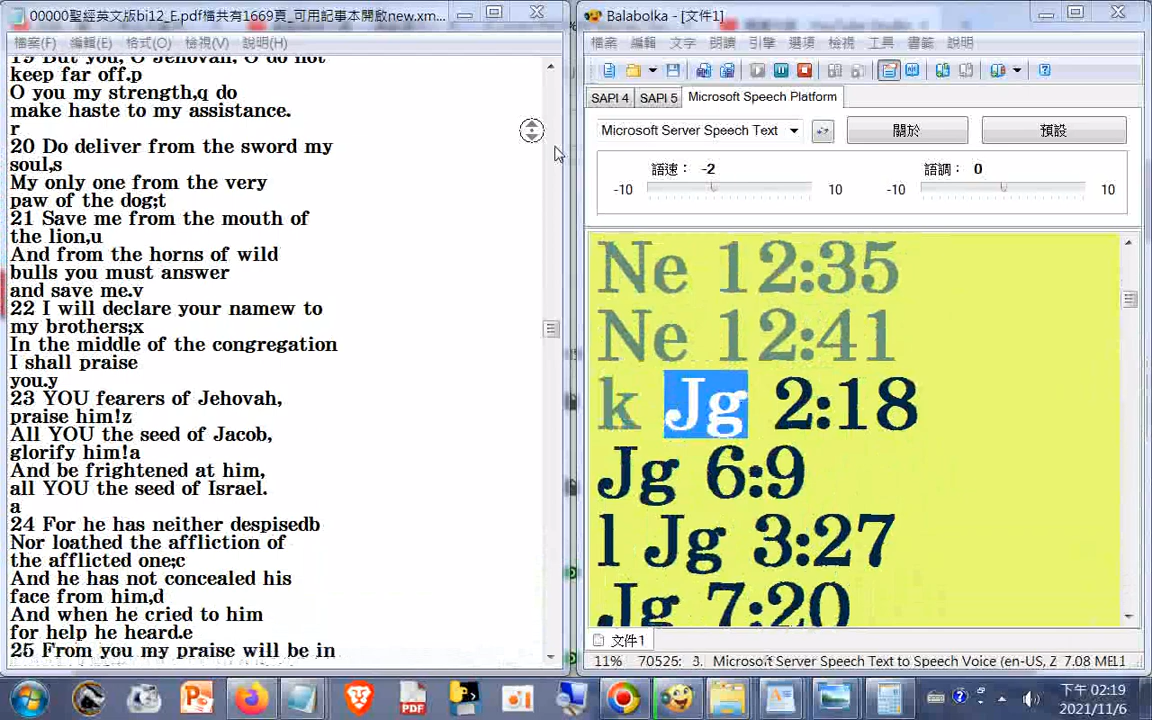 00000聖經英文版bi12_E.pdf檔共有1669頁_可用記事本開啟new.xm...
檔案(F) 編輯(E) 格式(O) 檢視(V) 說明(H)
19 But you, O Jehovah, O do not
keep far off.p
O you my strength,q do
make haste to my assistance.
r
20 Do deliver from the sword my
soul,s
My only one from the very
paw of the dog;t
21 Save me from the mouth of
the lion,u
And from the horns of wild
bulls you must answer
and save me.v
22 I will declare your namew to
my brothers;x
In the middle of the congregation
I shall praise
you.y
23 YOU fearers of Jehovah,
praise him!z
All YOU the seed of Jacob,
glorify him!a
And be frightened at him,
all YOU the seed of Israel.
a
24 For he has neither despisedb
Nor loathed the affliction of
the afflicted one;c
And he has not concealed his
face from him,d
And when he cried to him
for help he heard.e
25 From you my praise will be in
Balabolka - [文件1]
檔案 編輯 文字 朗讀 引擎 選項 檢視 工具 書籤 說明
SAPI 4 SAPI 5 Microsoft Speech Platform
Microsoft Server Speech Text 關於 預設
語速: -2 語調: 0
-10 10 -10 10
Ne 12:35
Ne 12:41
k Jg 2:18
Jg 6:9
l Jg 3:27
Jg 7:20
文件1
11% 70525: 3. Microsoft Server Speech Text to Speech Voice (en-US, Z 7.08 ME
下午 02:19
2021/11/6